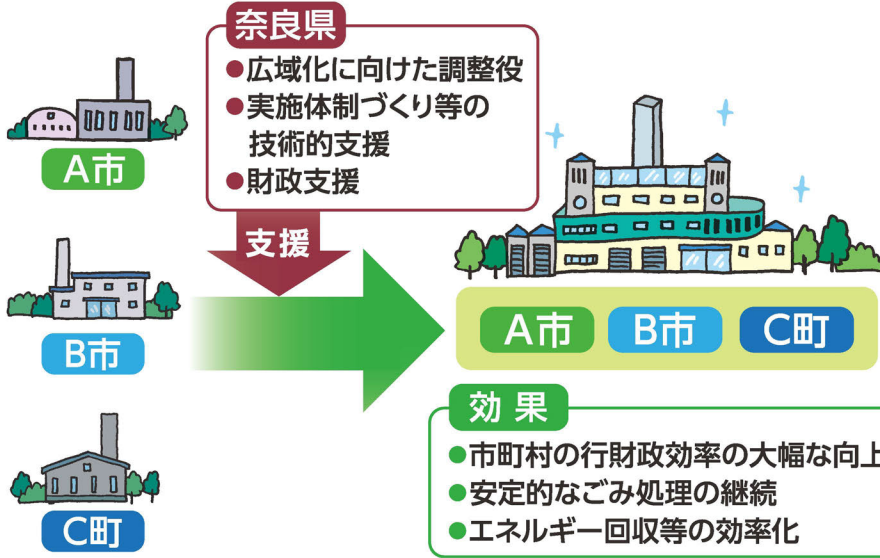 奈良県
●広域化に向けた調整役
●実施体制づくり等の
技術的支援
●財政支援
支援
A市
B市
C町
A市 B市 C町
効果
●市町村の行財政効率の大幅な向上
●安定的なごみ処理の継続
●エネルギー回収等の効率化